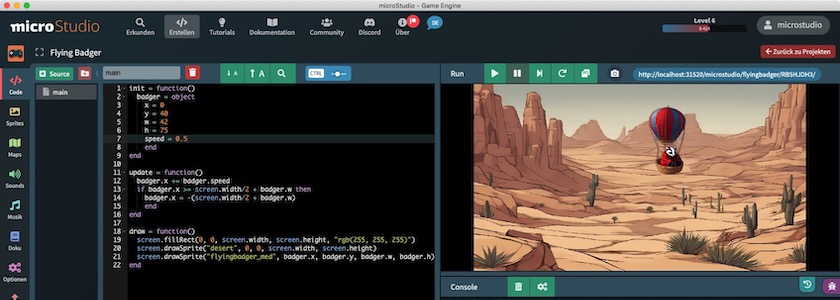 microStudio - Game Engine
microStudio
Erkunden
Erstellen
Tutorials
Dokumentation
Community
Discord
Über
DE
Level 6
microstudio
Flying Badger
Zurück zu Projekten
Code
Sprites
Maps
Sounds
Musik
Doku
Optionen
Source
main
main
A
A
CTRL
1 init = function()
2 badger = object
3 x = 0
4 y = 40
5 w = 42
6 h = 75
7 speed = 0.5
8 end
9 end
10
11 update = function()
12 badger.x += badger.speed
13 if badger.x >= screen.width/2 + badger.w then
14 badger.x = -(screen.width/2 + badger.w)
15 end
16 end
17
18 draw = function()
19 screen.fillRect(0, 0, screen.width, screen.height, "rgb(255, 255, 255)")
20 screen.drawSprite("desert", 0, 0, screen.width, screen.height)
21 screen.drawSprite("flyingbadger_med", badger.x, badger.y, badger.w, badger.h)
22 end
Run
http://localhost:31520/microstudio/flyingbadger/RB5HJDH3/
Console